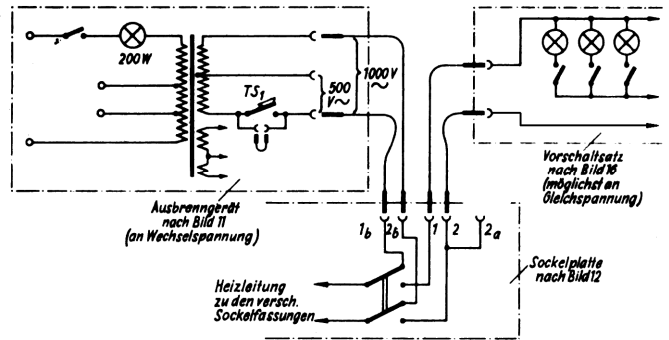 200W
TS1
500
V~
1000V
~
Ausbrenngerät
nach Bild 11
(an Wechselspannung)
Vorschaltsatz
nach Bild 16
(möglichst an
Gleichspannung)
1b
2b
1
2
2a
Sockelplatte
nach Bild 12
Heizleitung
zu den versch.
Sockelfassungen